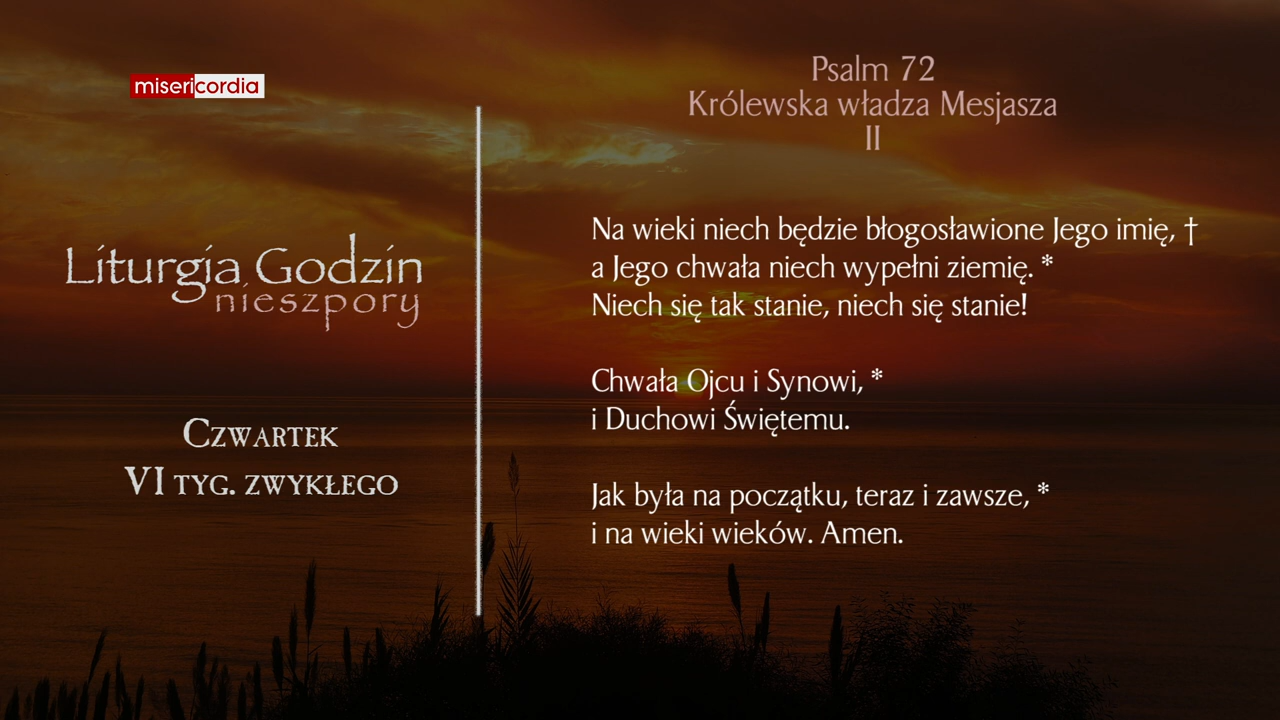 misericordia
Liturgia Godzin
nieszpory
Czwartek
VI tyg. zwykłego
Psalm 72
Królewska władza Mesjasza
II
Na wieki niech będzie błogosławione Jego imię, †
a Jego chwała niech wypełni ziemię. *
Niech się tak stanie, niech się stanie!
Chwała Ojcu i Synowi, *
i Duchowi Świętemu.
Jak była na początku, teraz i zawsze, *
i na wieki wieków. Amen.